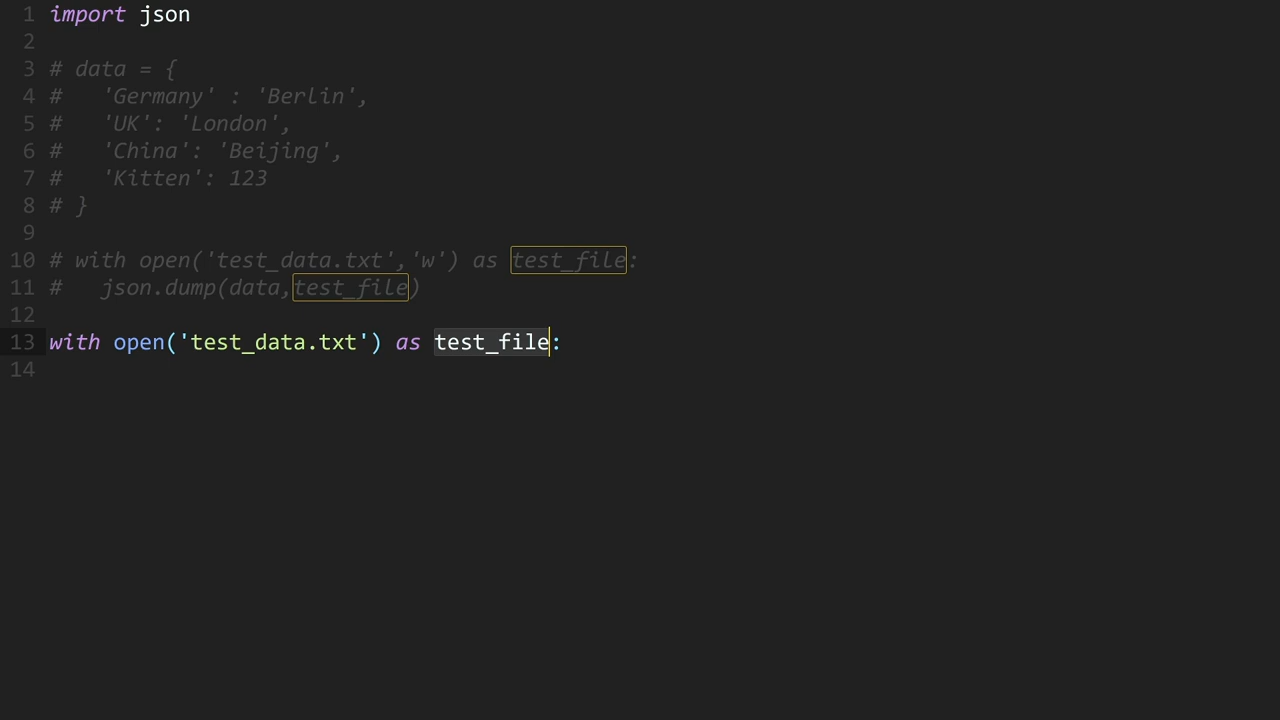 1 import json
2
3 # data = {
4 #   'Germany' : 'Berlin',
5 #   'UK': 'London',
6 #   'China': 'Beijing',
7 #   'Kitten': 123
8 # }
9
10 # with open('test_data.txt','w') as test_file:
11 #   json.dump(data,test_file)
12
13 with open('test_data.txt') as test_file:
14